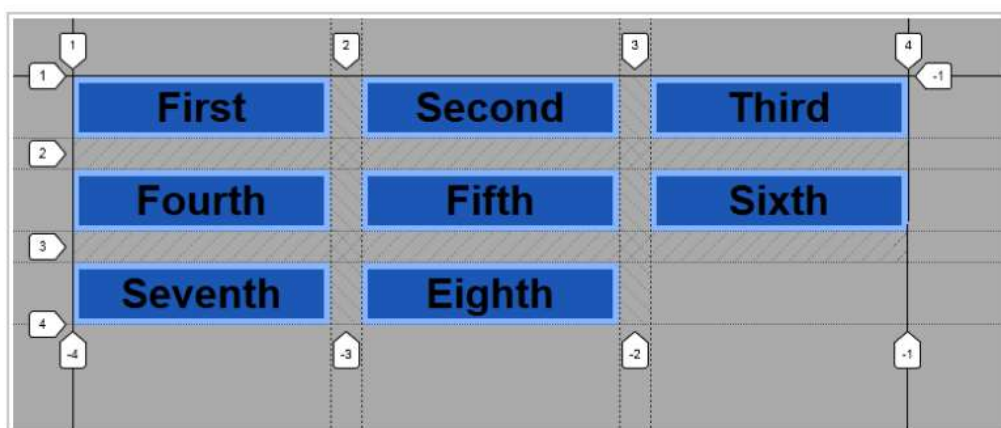 1 2 3 4
1 -1
First Second Third
2
Fourth Fifth Sixth
3
Seventh Eighth
4
-4 -3 -2 -1